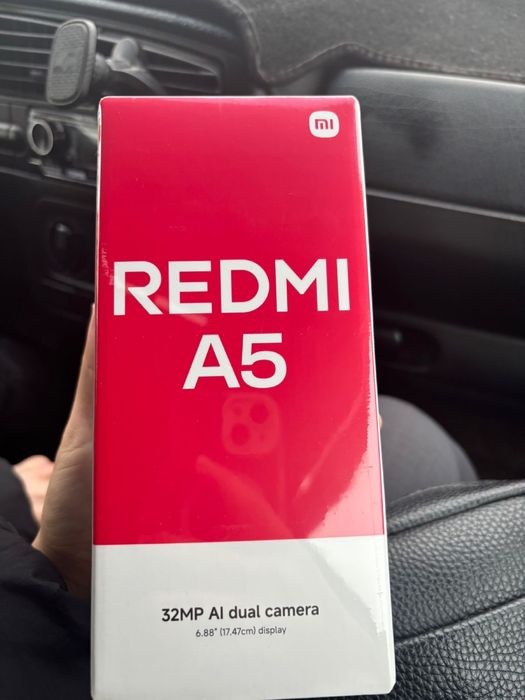 mi
REDMI
A5
32MP AI dual camera
6.88" (17.47cm) display